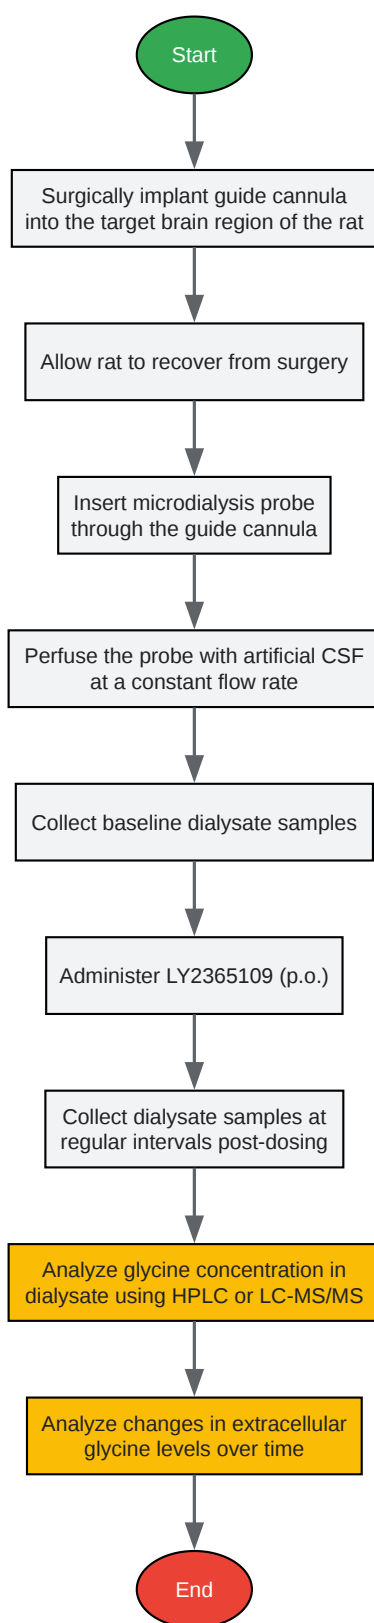 Start
Surgically implant guide cannula
into the target brain region of the rat
Allow rat to recover from surgery
Insert microdialysis probe
through the guide cannula
Perfuse the probe with artificial CSF
at a constant flow rate
Collect baseline dialysate samples
Administer LY2365109 (p.o.)
Collect dialysate samples at
regular intervals post-dosing
Analyze glycine concentration in
dialysate using HPLC or LC-MS/MS
Analyze changes in extracellular
glycine levels over time
End